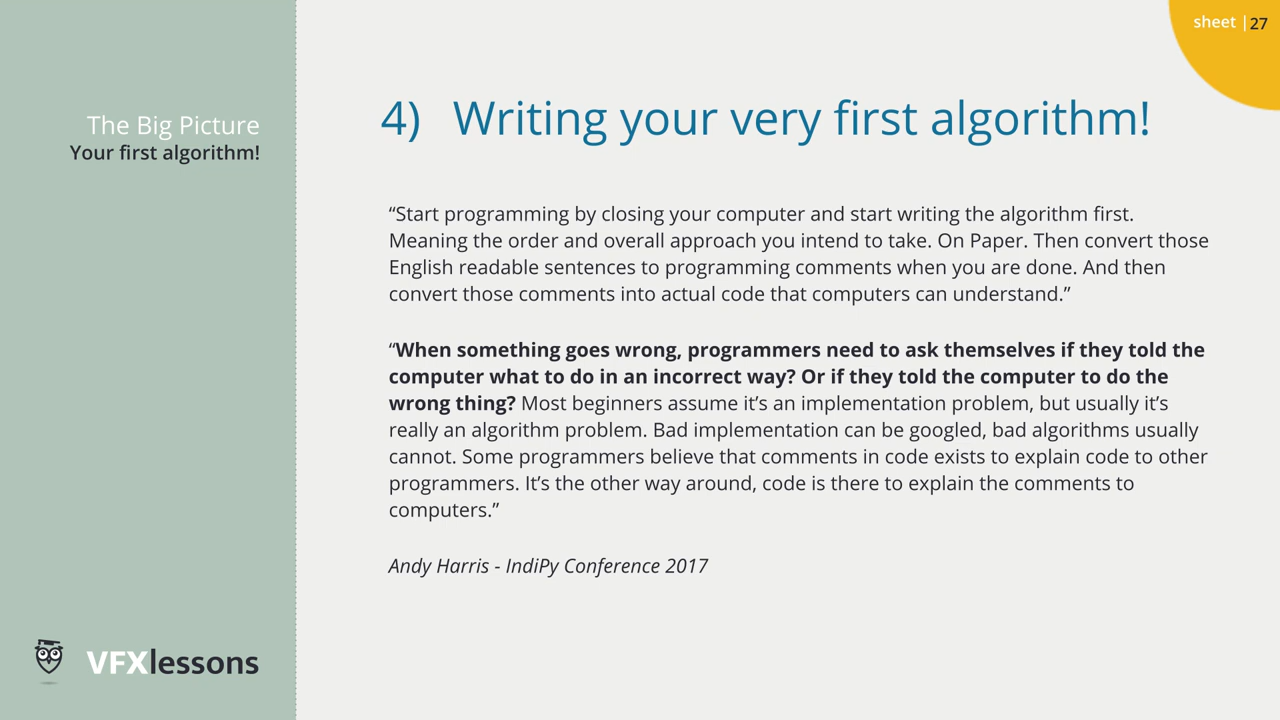 sheet |27
The Big Picture
Your first algorithm!
4) Writing your very first algorithm!
“Start programming by closing your computer and start writing the algorithm first.
Meaning the order and overall approach you intend to take. On Paper. Then convert those
English readable sentences to programming comments when you are done. And then
convert those comments into actual code that computers can understand.”
“When something goes wrong, programmers need to ask themselves if they told the
computer what to do in an incorrect way? Or if they told the computer to do the
wrong thing? Most beginners assume it’s an implementation problem, but usually it’s
really an algorithm problem. Bad implementation can be googled, bad algorithms usually
cannot. Some programmers believe that comments in code exists to explain code to other
programmers. It’s the other way around, code is there to explain the comments to
computers.”
Andy Harris - IndiPy Conference 2017
VFXlessons